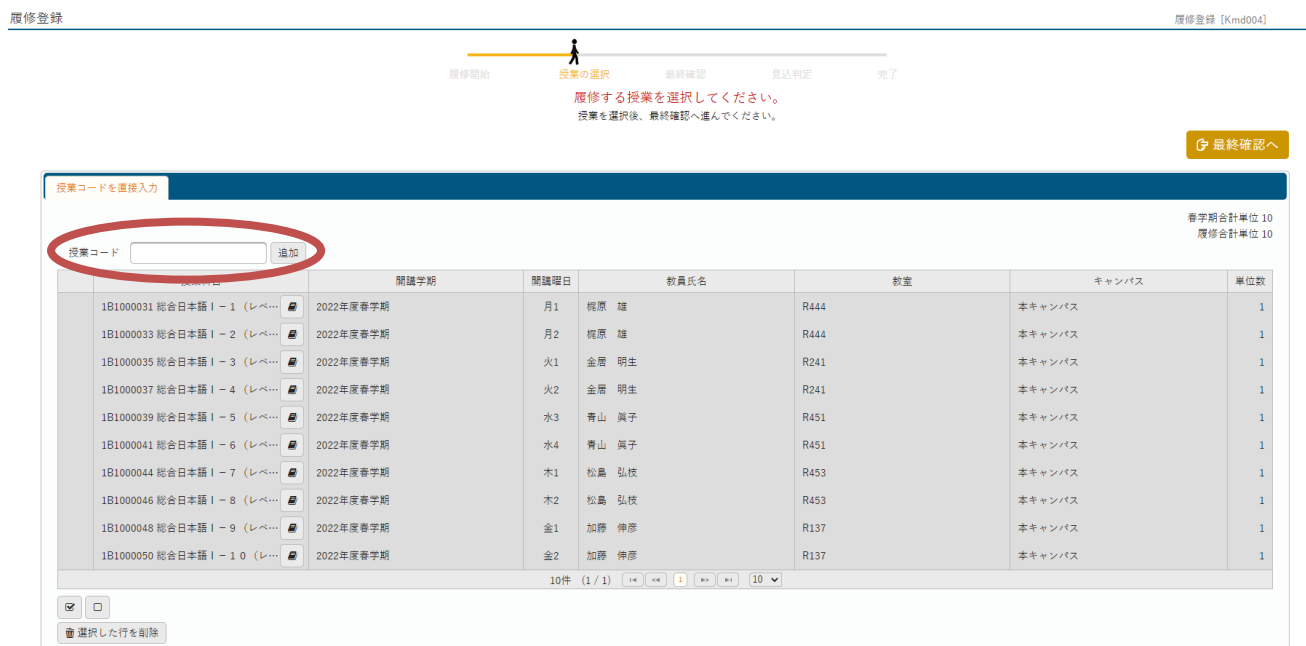 履修登録
履修登録 [Kmd004]
履修開始 授業の選択 最終確認 見込判定 完了
履修する授業を選択してください。
授業を選択後、最終確認へ進んでください。
最終確認へ
授業コードを直接入力
春学期合計単位 10
履修合計単位 10
授業コード 追加
開講学期 開講曜日 教員氏名 教室 キャンパス 単位数
1B1000031 総合日本語Ⅰ－１（レベ… 2022年度春学期 月1 梶原 雄 R444 本キャンパス 1
1B1000033 総合日本語Ⅰ－２（レベ… 2022年度春学期 月2 梶原 雄 R444 本キャンパス 1
1B1000035 総合日本語Ⅰ－３（レベ… 2022年度春学期 火1 金居 明生 R241 本キャンパス 1
1B1000037 総合日本語Ⅰ－４（レベ… 2022年度春学期 火2 金居 明生 R241 本キャンパス 1
1B1000039 総合日本語Ⅰ－５（レベ… 2022年度春学期 水3 青山 眞子 R451 本キャンパス 1
1B1000041 総合日本語Ⅰ－６（レベ… 2022年度春学期 水4 青山 眞子 R451 本キャンパス 1
1B1000044 総合日本語Ⅰ－７（レベ… 2022年度春学期 木1 松島 弘枝 R453 本キャンパス 1
1B1000046 総合日本語Ⅰ－８（レベ… 2022年度春学期 木2 松島 弘枝 R453 本キャンパス 1
1B1000048 総合日本語Ⅰ－９（レベ… 2022年度春学期 金1 加藤 伸彦 R137 本キャンパス 1
1B1000050 総合日本語Ⅰ－１０（レ… 2022年度春学期 金2 加藤 伸彦 R137 本キャンパス 1
10件 (1 / 1) 1 10
選択した行を削除